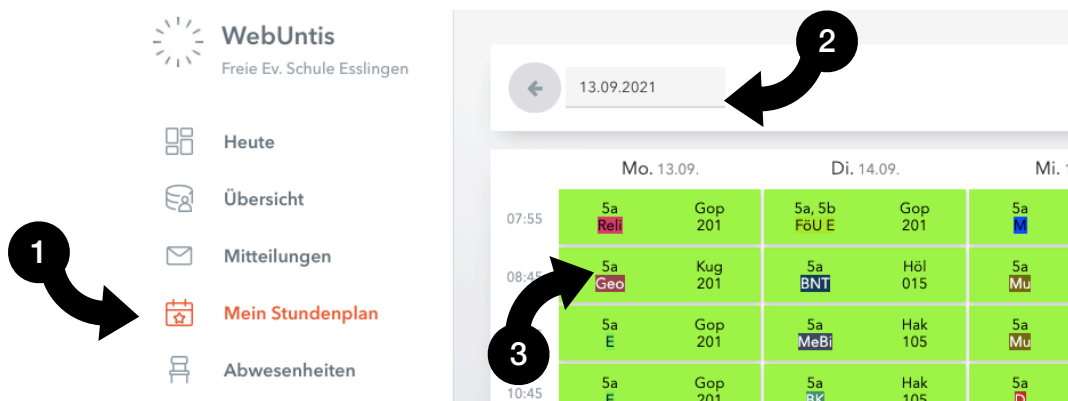 WebUntis
Freie Ev. Schule Esslingen
Heute
Übersicht
Mitteilungen
Mein Stundenplan
Abwesenheiten
1
2
3
13.09.2021
Mo. 13.09. Di. 14.09. Mi.
07:55 5a Gop 5a, 5b Gop 5a
Reli 201 FöU E 201 M
08:45 5a Kug 5a Höl 5a
Geo 201 BNT 015 Mu
5a Gop 5a Hak 5a
E 201 MeBi 105 Mu
10:45 5a Gop 5a Hak 5a
E 201 BK 105 D